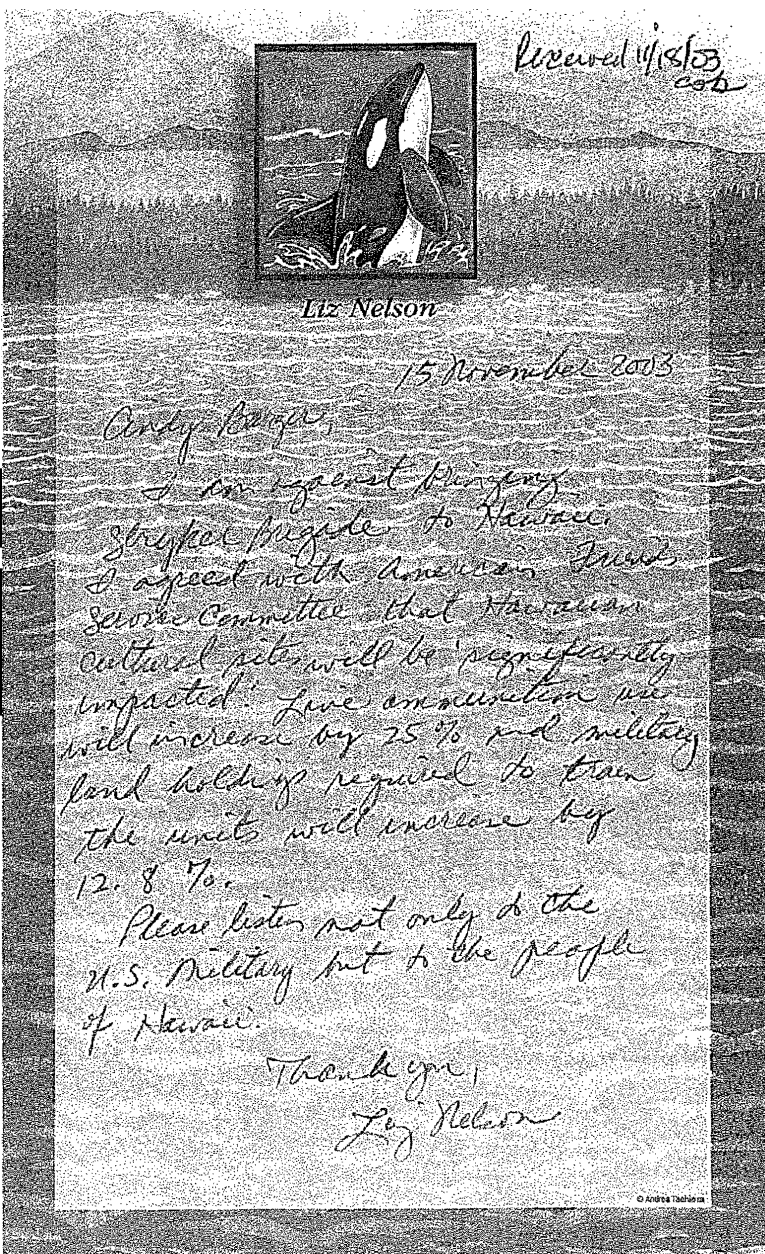 Received 11/18/03
Liz Nelson
15 November 2003
Andy
I am against
Stryker Brigade to Hawaii.
I agreed with American Friends
Service Committee that Hawaiian
cultural sites will be 'significantly
impacted'. Live ammunition use
will increase by 25% and military
land holdings required to train
the units will increase by
12.8%.
Please listen not only to the
U.S. Military but to the people
of Hawaii.
Thank you,
Liz Nelson
© Andrea Tachiera